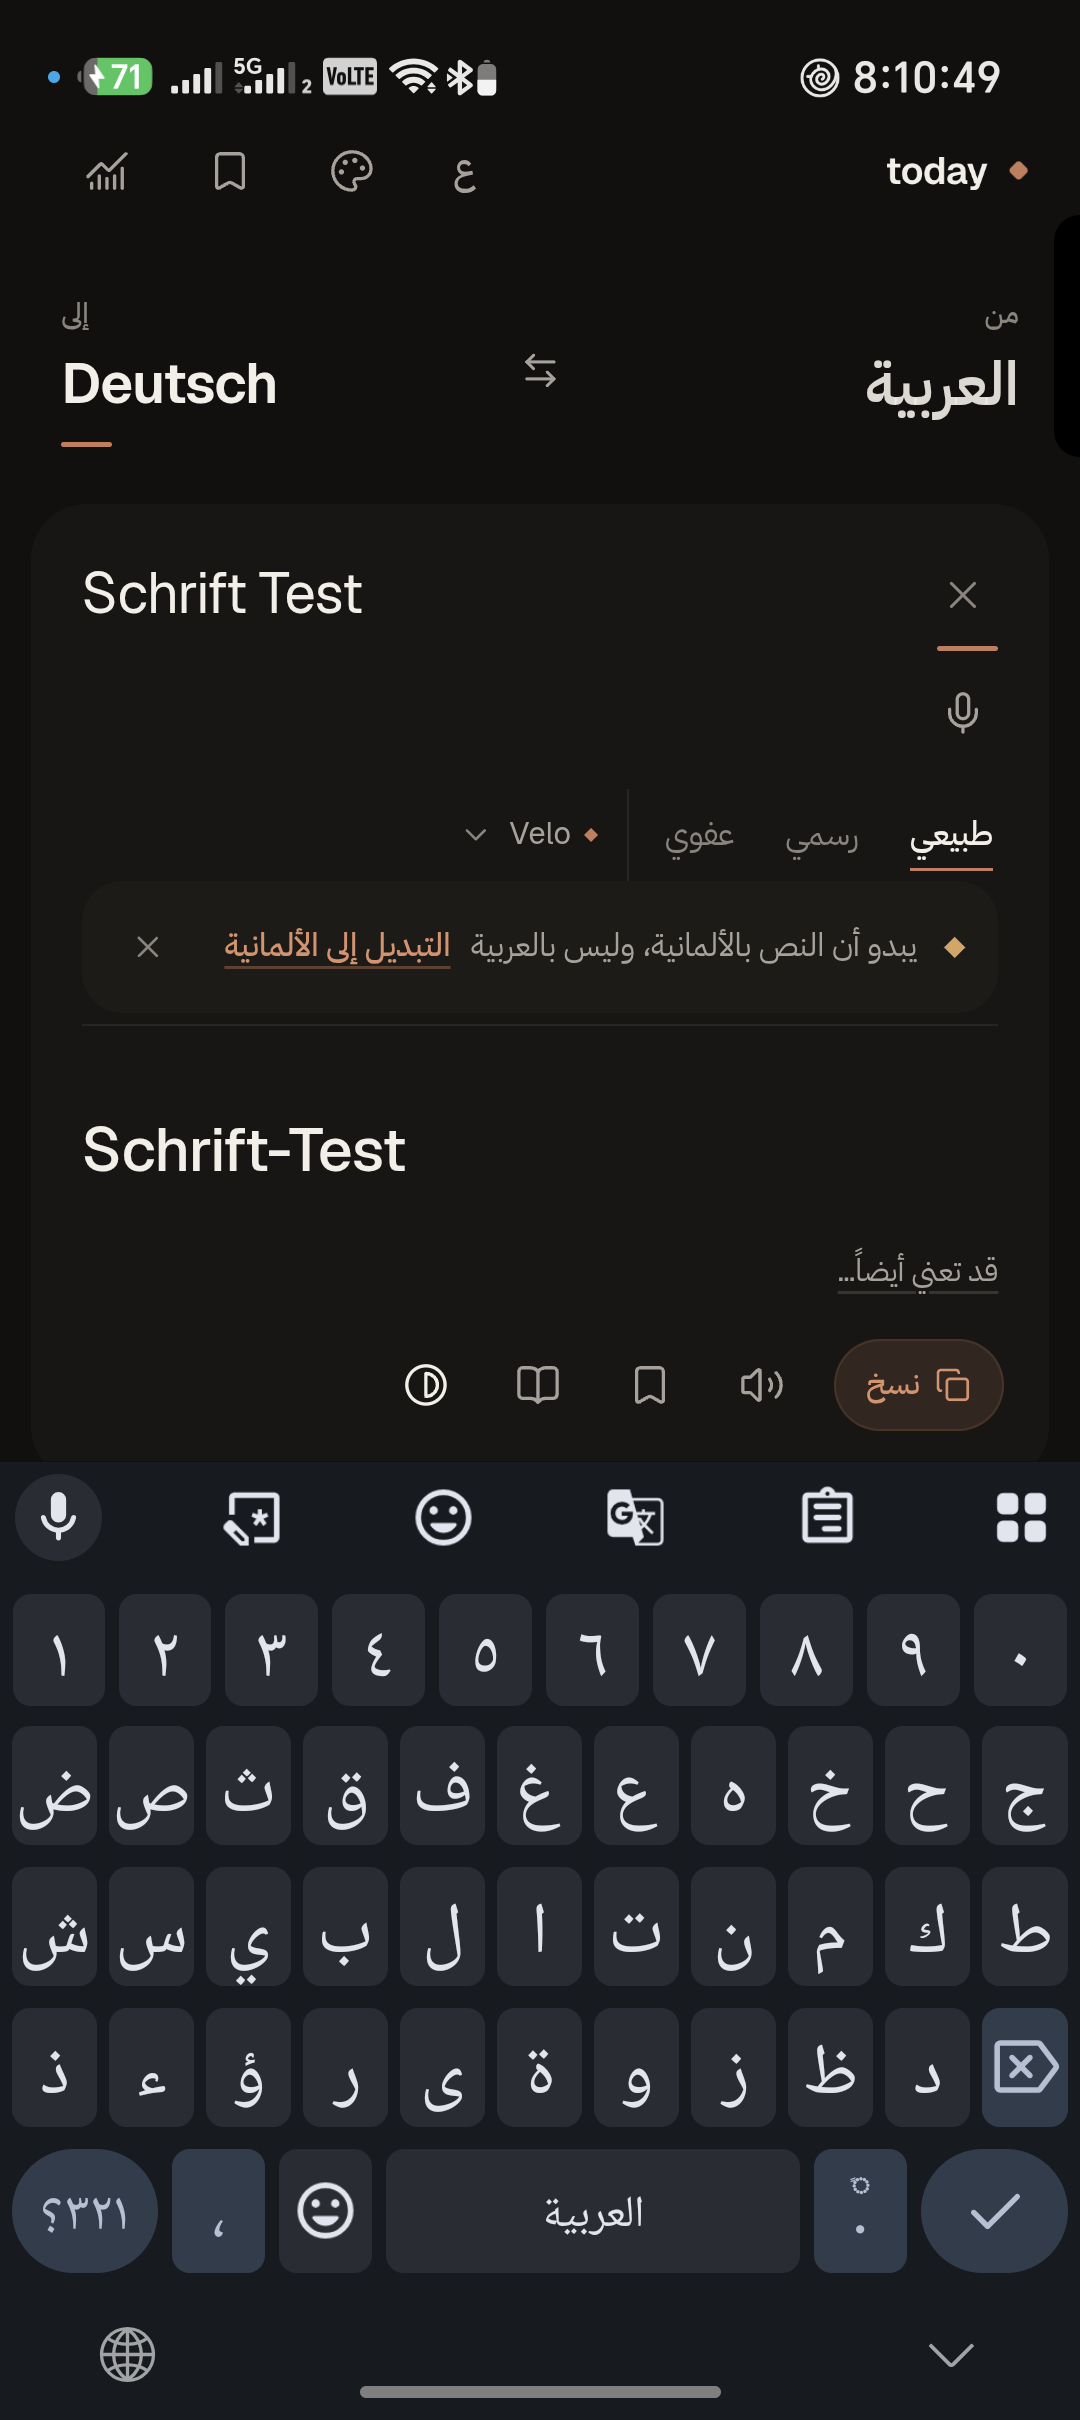 71 5G 2 VoLTE 8:10:49
ع today
من
العربية
إلى
Deutsch
Schrift Test
طبيعي رسمي عفوي Velo
يبدو أن النص بالألمانية، وليس بالعربية التبديل إلى الألمانية
Schrift-Test
قد تعني أيضاً...
نسخ
١ ٢ ٣ ٤ ٥ ٦ ٧ ٨ ٩ ٠
ض ص ث ق ف غ ع ه خ ح ج
ش س ي ب ل ا ت ن م ك ط
ذ ء ؤ ر ى ة و ز ظ د
؟٣٢١ ، العربية .